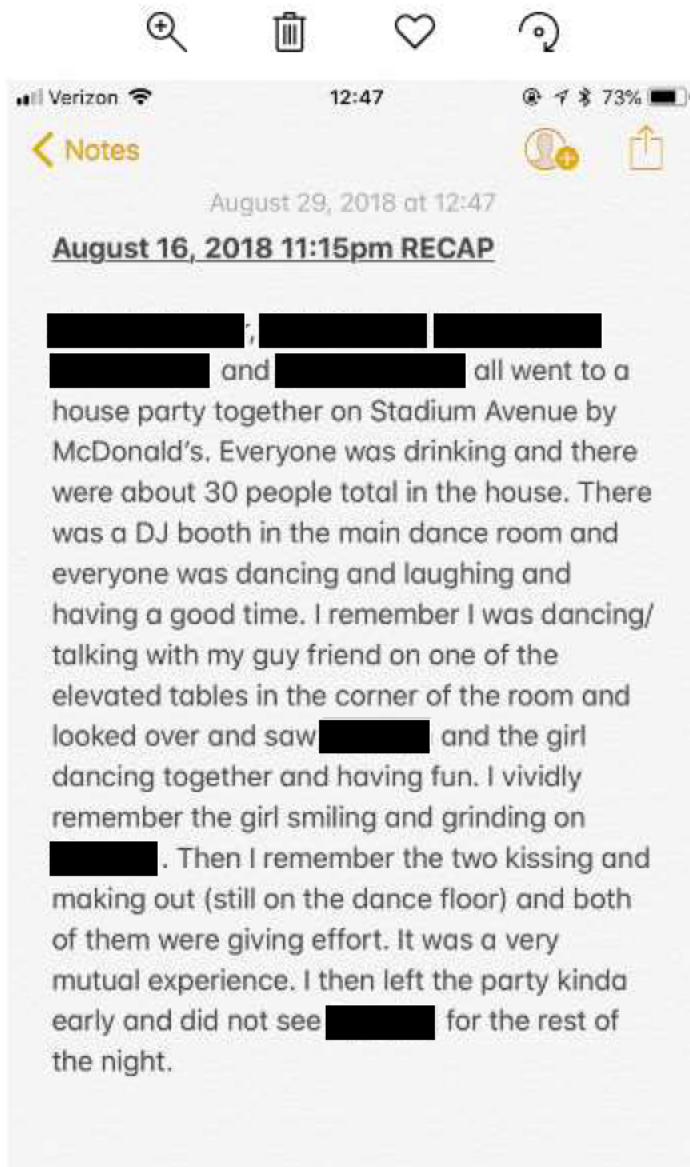 Verizon 12:47 73%
Notes
August 29, 2018 at 12:47
August 16, 2018 11:15pm RECAP
,
and all went to a
house party together on Stadium Avenue by
McDonald's. Everyone was drinking and there
were about 30 people total in the house. There
was a DJ booth in the main dance room and
everyone was dancing and laughing and
having a good time. I remember I was dancing/
talking with my guy friend on one of the
elevated tables in the corner of the room and
looked over and saw and the girl
dancing together and having fun. I vividly
remember the girl smiling and grinding on
. Then I remember the two kissing and
making out (still on the dance floor) and both
of them were giving effort. It was a very
mutual experience. I then left the party kinda
early and did not see for the rest of
the night.